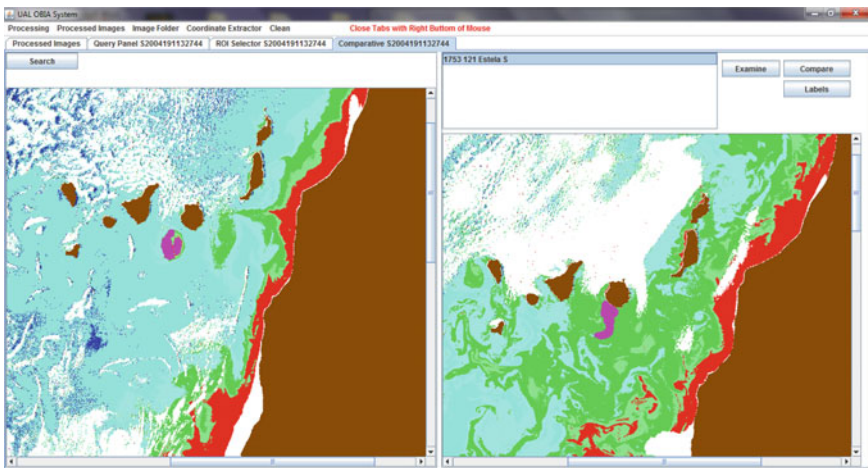 UAL OBIA System
Processing Processed Images Image Folder Coordinate Extractor Clean Close Tabs with Right Buttom of Mouse
Processed Images Query Panel S2004191132744 ROI Selector S2004191132744 Comparative S2004191132744
Search
1753 121 Estela S
Examine Compare
Labels